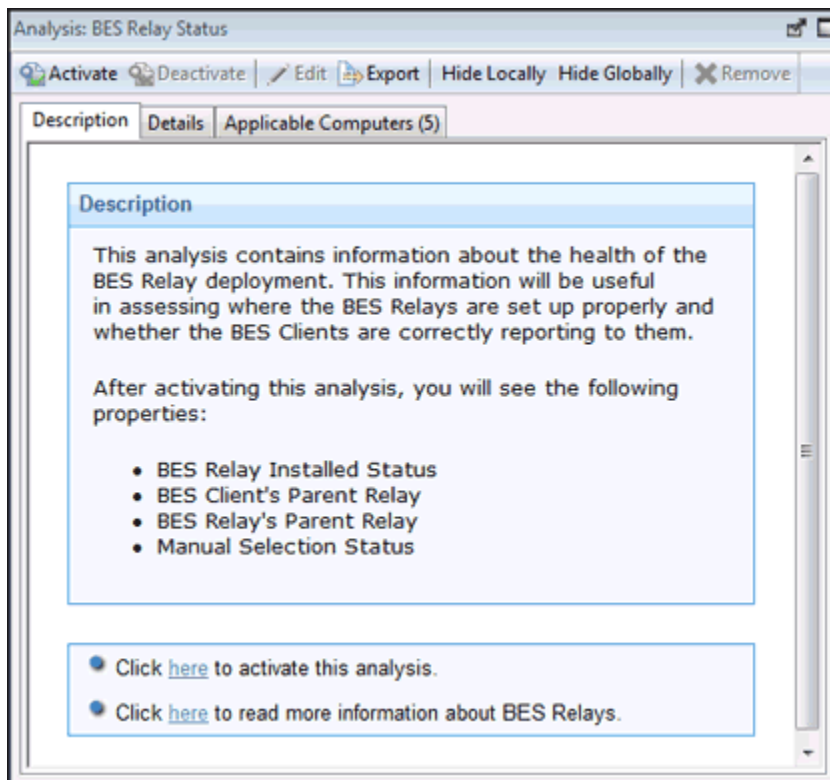 Analysis: BES Relay Status
Activate Deactivate Edit Export Hide Locally Hide Globally Remove
Description Details Applicable Computers (5)
Description
This analysis contains information about the health of the
BES Relay deployment. This information will be useful
in assessing where the BES Relays are set up properly and
whether the BES Clients are correctly reporting to them.
After activating this analysis, you will see the following
properties:
• BES Relay Installed Status
• BES Client's Parent Relay
• BES Relay's Parent Relay
• Manual Selection Status
Click here to activate this analysis.
Click here to read more information about BES Relays.